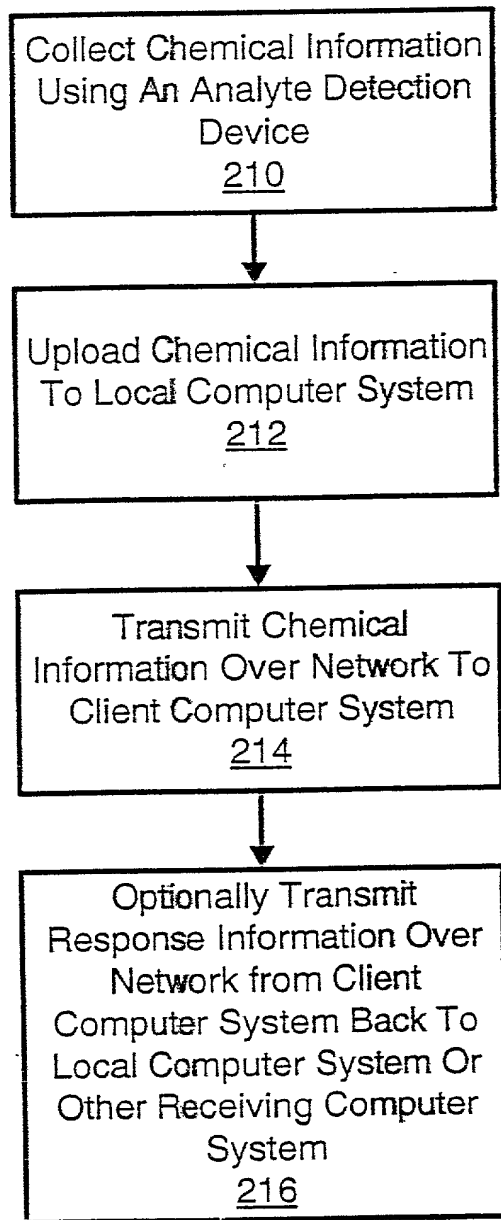 Collect Chemical Information
Using An Analyte Detection
Device
210
Upload Chemical Information
To Local Computer System
212
Transmit Chemical
Information Over Network To
Client Computer System
214
Optionally Transmit
Response Information Over
Network from Client
Computer System Back To
Local Computer System Or
Other Receiving Computer
System
216